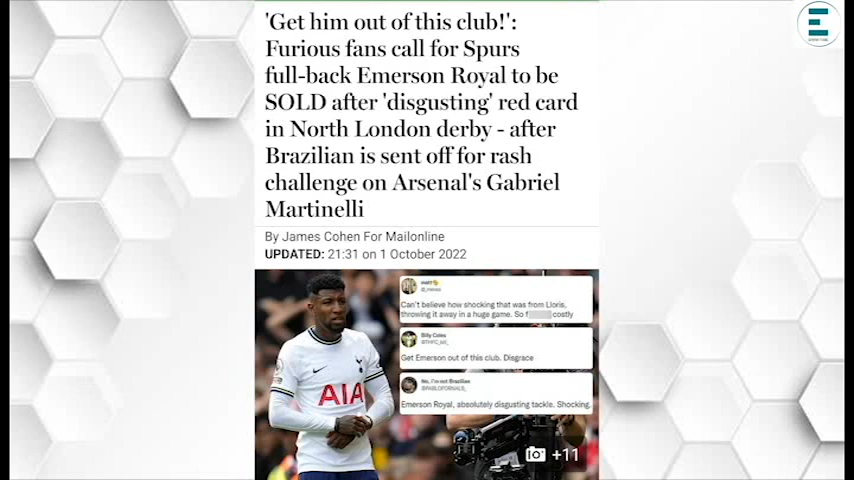 'Get him out of this club!':
Furious fans call for Spurs
full-back Emerson Royal to be
SOLD after 'disgusting' red card
in North London derby - after
Brazilian is sent off for rash
challenge on Arsenal's Gabriel
Martinelli
By James Cohen For Mailonline
UPDATED: 21:31 on 1 October 2022
Can't believe how shocking that was from Lloris,
throwing it away in a huge game. So f costly
Billy Coles
Get Emerson out of this club. Disgrace
No, I'm not Brazilian
Emerson Royal, absolutely disgusting tackle. Shocking.
AIA
+11